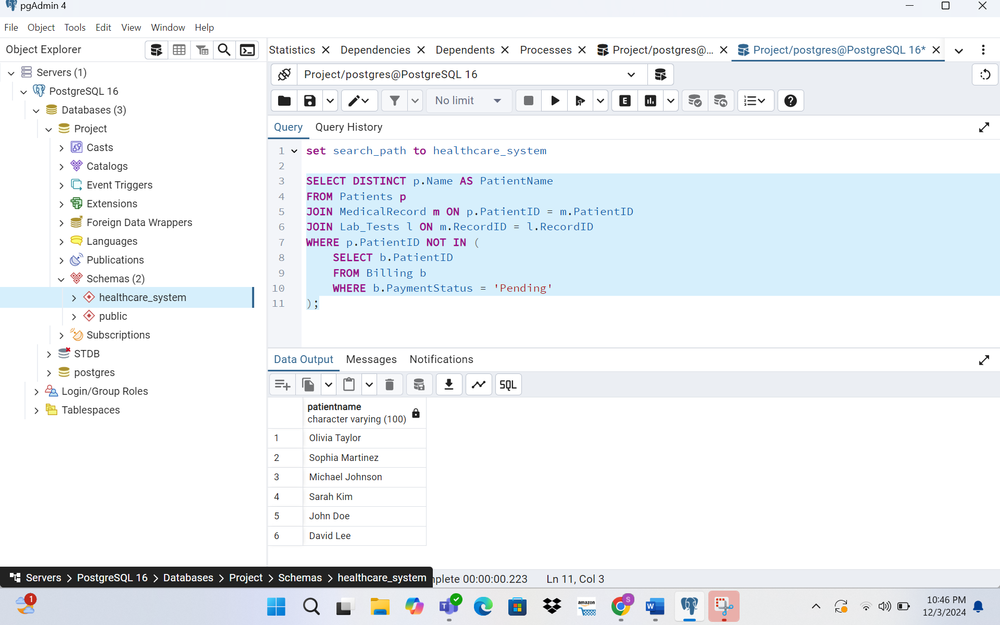 pgAdmin 4
File Object Tools Edit View Window Help
Object Explorer
Servers (1)
PostgreSQL 16
Databases (3)
Project
Casts
Catalogs
Event Triggers
Extensions
Foreign Data Wrappers
Languages
Publications
Schemas (2)
healthcare_system
public
Subscriptions
STDB
postgres
Login/Group Roles
Tablespaces
Statistics Dependencies Dependents Processes Project/postgres@... Project/postgres@PostgreSQL 16*
Project/postgres@PostgreSQL 16
No limit E
Query Query History
1 set search_path to healthcare_system
2
3 SELECT DISTINCT p.Name AS PatientName
4 FROM Patients p
5 JOIN MedicalRecord m ON p.PatientID = m.PatientID
6 JOIN Lab_Tests l ON m.RecordID = l.RecordID
7 WHERE p.PatientID NOT IN (
8 SELECT b.PatientID
9 FROM Billing b
10 WHERE b.PaymentStatus = 'Pending'
11 );
Data Output Messages Notifications
SQL
patientname
character varying (100)
1 Olivia Taylor
2 Sophia Martinez
3 Michael Johnson
4 Sarah Kim
5 John Doe
6 David Lee
Servers > PostgreSQL 16 > Databases > Project > Schemas > healthcare_system
nplete 00:00:00.223 Ln 11, Col 3
1
amazon
S
10:46 PM
12/3/2024